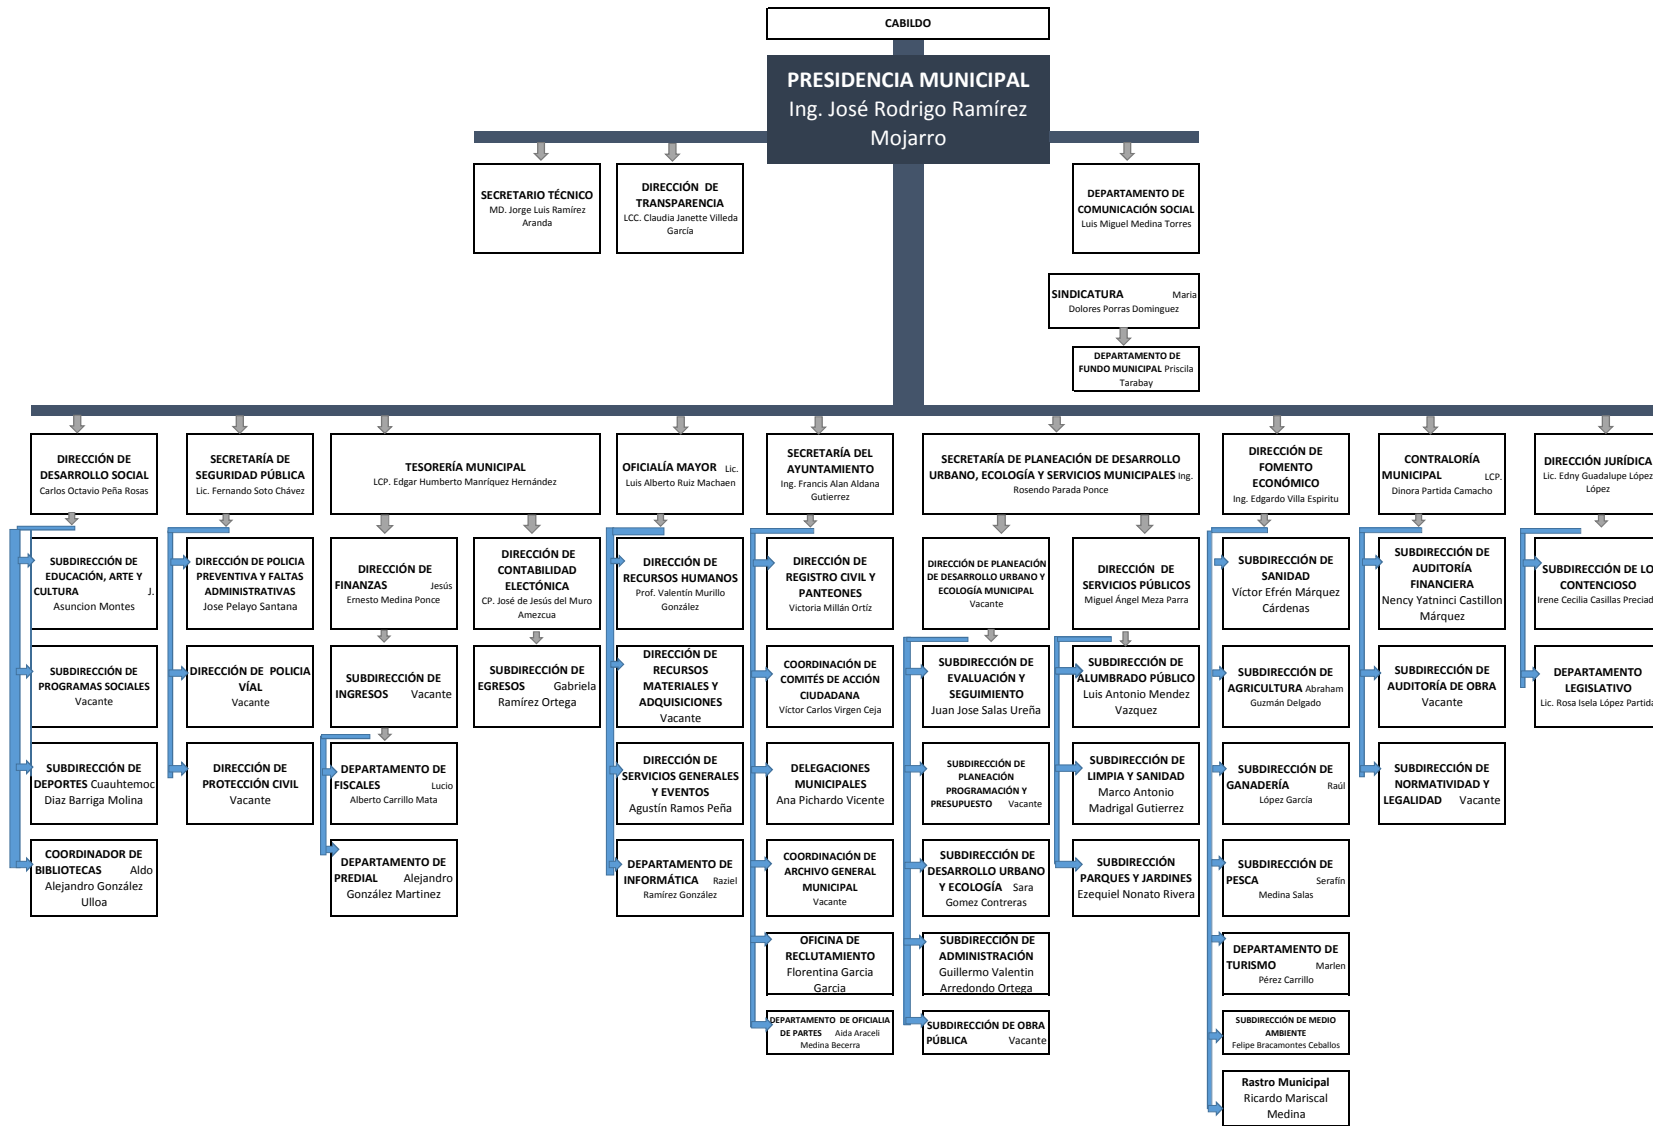 CABILDO
PRESIDENCIA MUNICIPAL
Ing. José Rodrigo Ramírez
Mojarro
SECRETARIO TÉCNICO
MD. Jorge Luis Ramírez
Aranda
DIRECCIÓN DE
TRANSPARENCIA
LCC. Claudia Janette Villeda
García
DEPARTAMENTO DE
COMUNICACIÓN SOCIAL
Luis Miguel Medina Torres
SINDICATURA Maria
Dolores Porras Dominguez
DEPARTAMENTO DE
FUNDO MUNICIPAL Priscila
Tarabay
DIRECCIÓN DE
DESARROLLO SOCIAL
Carlos Octavio Peña Rosas
SECRETARÍA DE
SEGURIDAD PÚBLICA
Lic. Fernando Soto Chávez
TESORERÍA MUNICIPAL
LCP. Edgar Humberto Manríquez Hernández
OFICIALÍA MAYOR Lic.
Luis Alberto Ruiz Machaen
SECRETARÍA DEL
AYUNTAMIENTO
Ing. Francis Alan Aldana
Gutierrez
SECRETARÍA DE PLANEACIÓN DE DESARROLLO
URBANO, ECOLOGÍA Y SERVICIOS MUNICIPALES Ing.
Rosendo Parada Ponce
DIRECCIÓN DE
FOMENTO
ECONÓMICO
Ing. Edgardo Villa Espiritu
CONTRALORÍA
MUNICIPAL LCP.
Dinora Partida Camacho
DIRECCIÓN JURÍDICA
Lic. Edny Guadalupe López
López
SUBDIRECCIÓN DE
EDUCACIÓN, ARTE Y
CULTURA J.
Asuncion Montes
DIRECCIÓN DE POLICIA
PREVENTIVA Y FALTAS
ADMINISTRATIVAS
Jose Pelayo Santana
DIRECCIÓN DE
FINANZAS Jesús
Ernesto Medina Ponce
DIRECCIÓN DE
CONTABILIDAD
ELECTÓNICA
CP. José de Jesús del Muro
Amezcua
DIRECCIÓN DE
RECURSOS HUMANOS
Prof. Valentín Murillo
González
DIRECCIÓN DE
REGISTRO CIVIL Y
PANTEONES
Victoria Millán Ortíz
DIRECCIÓN DE PLANEACIÓN
DE DESARROLLO URBANO Y
ECOLOGÍA MUNICIPAL
Vacante
DIRECCIÓN DE
SERVICIOS PÚBLICOS
Miguel Ángel Meza Parra
SUBDIRECCIÓN DE
SANIDAD
Víctor Efrén Márquez
Cárdenas
SUBDIRECCIÓN DE
AUDITORÍA
FINANCIERA
Nency Yatninci Castillon
Márquez
SUBDIRECCIÓN DE LO
CONTENCIOSO
Irene Cecilia Casillas Preciad
SUBDIRECCIÓN DE
PROGRAMAS SOCIALES
Vacante
DIRECCIÓN DE POLICIA
VÍAL
Vacante
SUBDIRECCIÓN DE
INGRESOS Vacante
SUBDIRECCIÓN DE
EGRESOS Gabriela
Ramírez Ortega
DIRECCIÓN DE
RECURSOS
MATERIALES Y
ADQUISICIONES
Vacante
COORDINACIÓN DE
COMITÉS DE ACCIÓN
CIUDADANA
Víctor Carlos Virgen Ceja
SUBDIRECCIÓN DE
EVALUACIÓN Y
SEGUIMIENTO
Juan Jose Salas Ureña
SUBDIRECCIÓN DE
ALUMBRADO PÚBLICO
Luis Antonio Mendez
Vazquez
SUBDIRECCIÓN DE
AGRICULTURA Abraham
Guzmán Delgado
SUBDIRECCIÓN DE
AUDITORÍA DE OBRA
Vacante
DEPARTAMENTO
LEGISLATIVO
Lic. Rosa Isela López Partida
SUBDIRECCIÓN DE
DEPORTES Cuauhtemoc
Diaz Barriga Molina
DIRECCIÓN DE
PROTECCIÓN CIVIL
Vacante
DEPARTAMENTO DE
FISCALES Lucio
Alberto Carrillo Mata
DIRECCIÓN DE
SERVICIOS GENERALES
Y EVENTOS
Agustín Ramos Peña
DELEGACIONES
MUNICIPALES
Ana Pichardo Vicente
SUBDIRECCIÓN DE
PLANEACIÓN
PROGRAMACIÓN Y
PRESUPUESTO Vacante
SUBDIRECCIÓN DE
LIMPIA Y SANIDAD
Marco Antonio
Madrigal Gutierrez
SUBDIRECCIÓN DE
GANADERÍA Raúl
López García
SUBDIRECCIÓN DE
NORMATIVIDAD Y
LEGALIDAD Vacante
COORDINADOR DE
BIBLIOTECAS Aldo
Alejandro González
Ulloa
DEPARTAMENTO DE
PREDIAL Alejandro
González Martinez
DEPARTAMENTO DE
INFORMÁTICA Raziel
Ramírez González
COORDINACIÓN DE
ARCHIVO GENERAL
MUNICIPAL
Vacante
SUBDIRECCIÓN DE
DESARROLLO URBANO
Y ECOLOGÍA Sara
Gomez Contreras
SUBDIRECCIÓN
PARQUES Y JARDINES
Ezequiel Nonato Rivera
SUBDIRECCIÓN DE
PESCA Serafín
Medina Salas
OFICINA DE
RECLUTAMIENTO
Florentina Garcia
Garcia
SUBDIRECCIÓN DE
ADMINISTRACIÓN
Guillermo Valentin
Arredondo Ortega
DEPARTAMENTO DE
TURISMO Marlen
Pérez Carrillo
DEPARTAMENTO DE OFICIALIA
DE PARTES Aida Araceli
Medina Becerra
SUBDIRECCIÓN DE OBRA
PÚBLICA Vacante
SUBDIRECCIÓN DE MEDIO
AMBIENTE
Felipe Bracamontes Ceballos
Rastro Municipal
Ricardo Mariscal
Medina